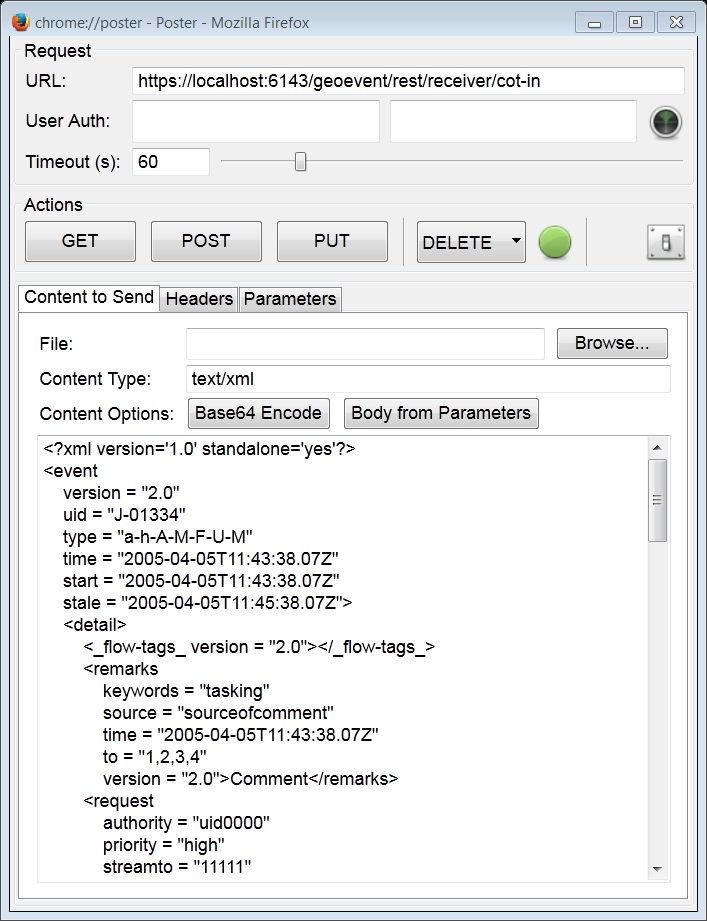 chrome://poster - Poster - Mozilla Firefox
Request
URL: https://localhost:6143/geoevent/rest/receiver/cot-in
User Auth:
Timeout (s): 60
Actions
GET POST PUT DELETE
Content to Send Headers Parameters
File: Browse...
Content Type: text/xml
Content Options: Base64 Encode Body from Parameters
<?xml version='1.0' standalone='yes'?>
<event
version = "2.0"
uid = "J-01334"
type = "a-h-A-M-F-U-M"
time = "2005-04-05T11:43:38.07Z"
start = "2005-04-05T11:43:38.07Z"
stale = "2005-04-05T11:45:38.07Z">
<detail>
<_flow-tags_ version = "2.0"></_flow-tags_>
<remarks
keywords = "tasking"
source = "sourceofcomment"
time = "2005-04-05T11:43:38.07Z"
to = "1,2,3,4"
version = "2.0">Comment</remarks>
<request
authority = "uid0000"
priority = "high"
streamto = "11111"